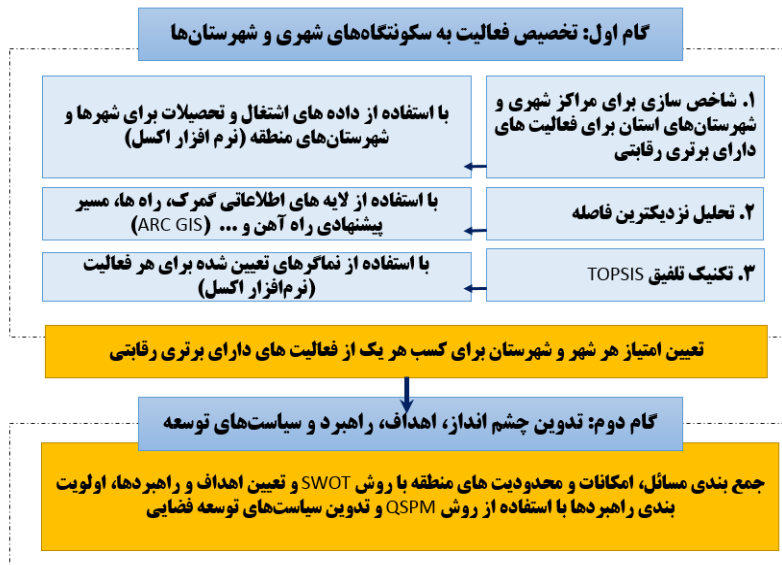 گام اول: تخصیص فعالیت به سکونتگاه‌های شهری و شهرستان‌ها
۱. شاخص سازی برای مراکز شهری و
شهرستان‌های استان برای فعالیت های
دارای برتری رقابتی
با استفاده از داده های اشتغال و تحصیلات برای شهرها و
شهرستان‌های منطقه (نرم افزار اکسل)
۲. تحلیل نزدیکترین فاصله
با استفاده از لایه های اطلاعاتی گمرک، راه ها، مسیر
پیشنهادی راه آهن و ... (ARC GIS)
۳. تکنیک تلفیق TOPSIS
با استفاده از نماگرهای تعیین شده برای هر فعالیت
(نرم‌افزار اکسل)
تعیین امتیاز هر شهر و شهرستان برای کسب هر یک از فعالیت های دارای برتری رقابتی
گام دوم: تدوین چشم انداز، اهداف، راهبرد و سیاست‌های توسعه
جمع بندی مسائل، امکانات و محدودیت های منطقه با روش SWOT و تعیین اهداف و راهبردها، اولویت
بندی راهبردها با استفاده از روش QSPM و تدوین سیاست‌های توسعه فضایی